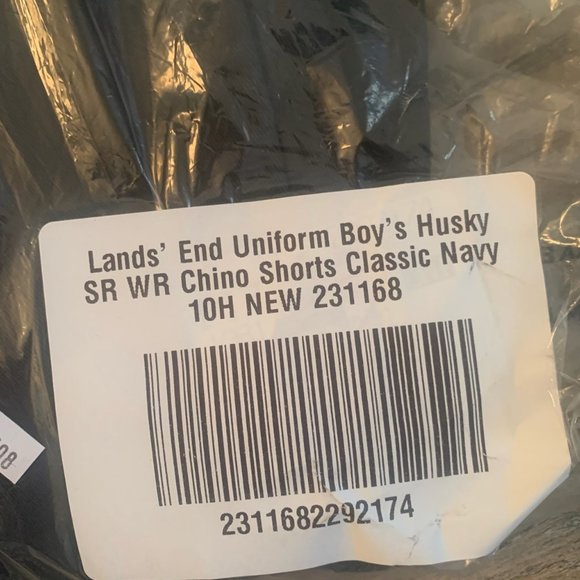 Lands' End Uniform Boy's Husky
SR WR Chino Shorts Classic Navy
10H NEW 231168
2311682292174